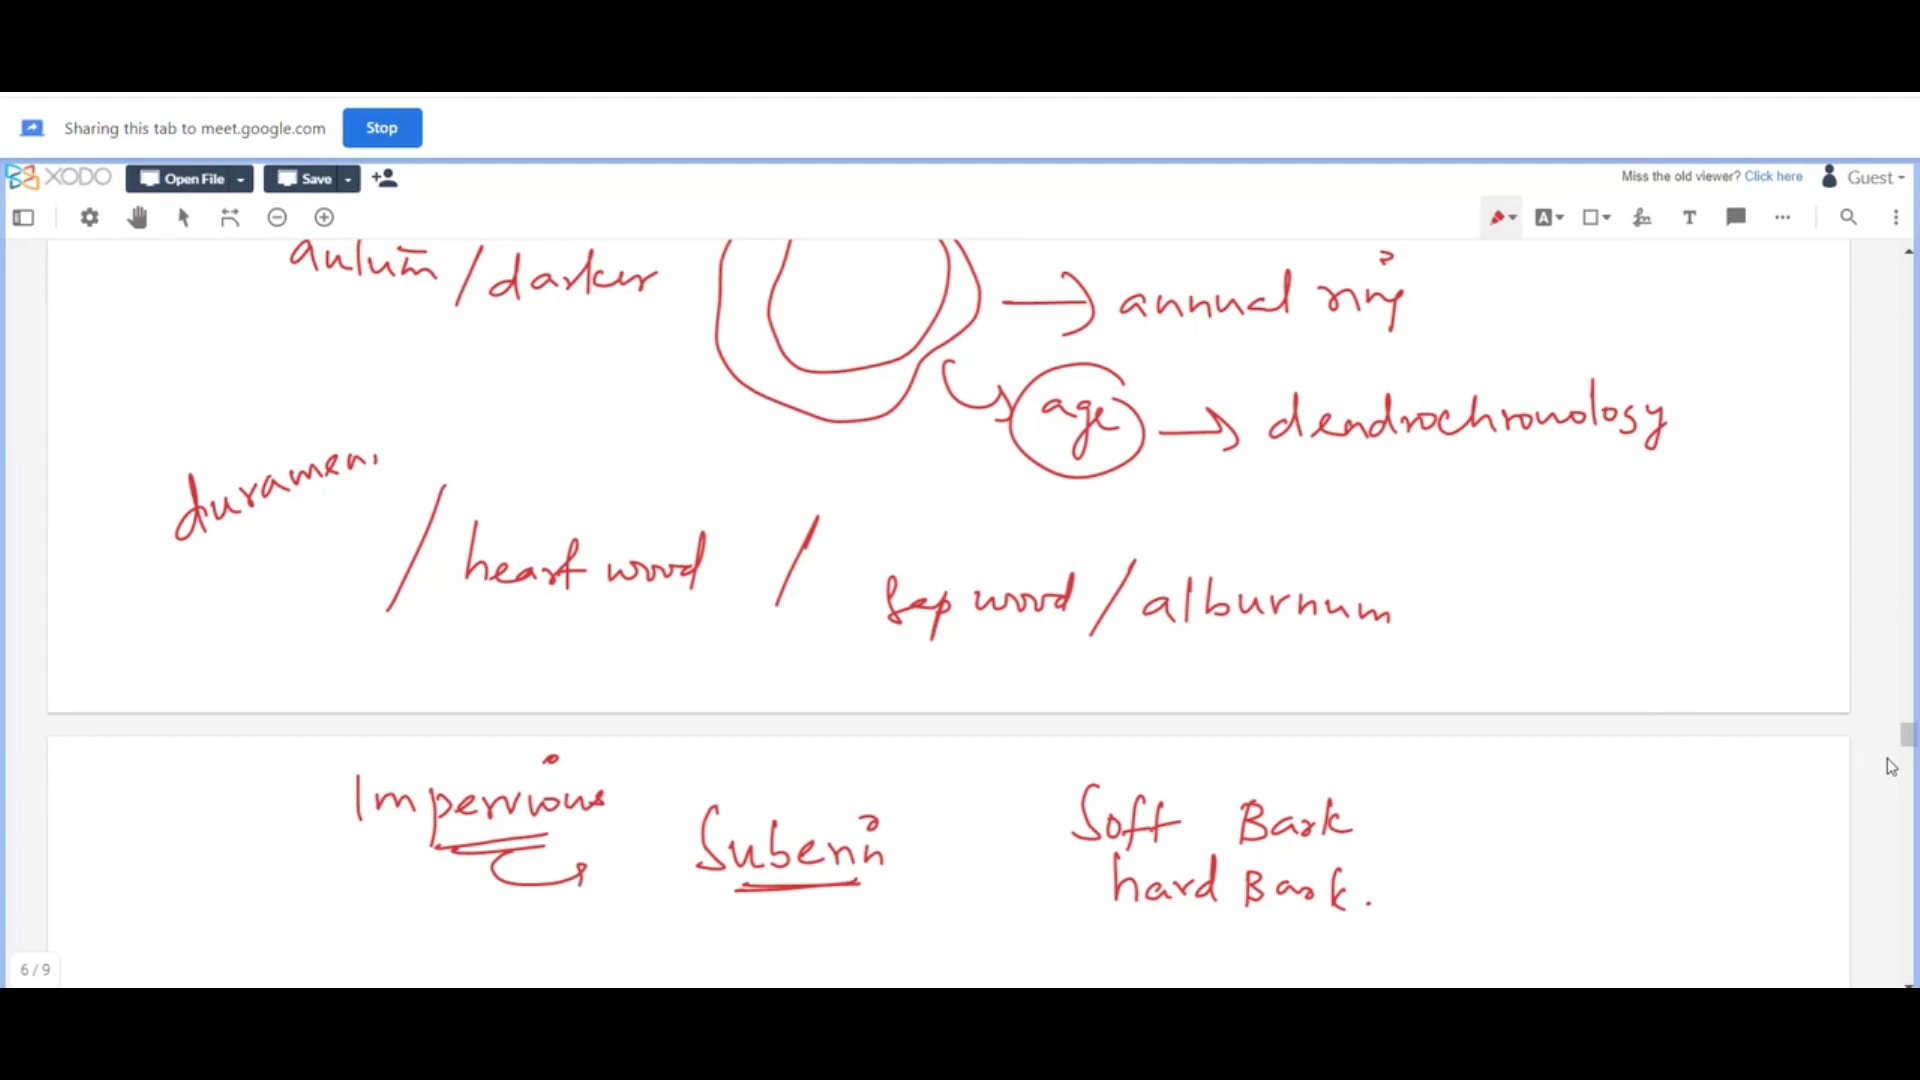 Sharing this tab to meet.google.com Stop
XODO Open File Save Miss the old viewer? Click here Guest
autum / darker
→ annual ring
age → dendrochronology
duramen.
/ heart wood / Sap wood / alburnum
Impervious Suberin Soft Bark
hard Bark.
6 / 9